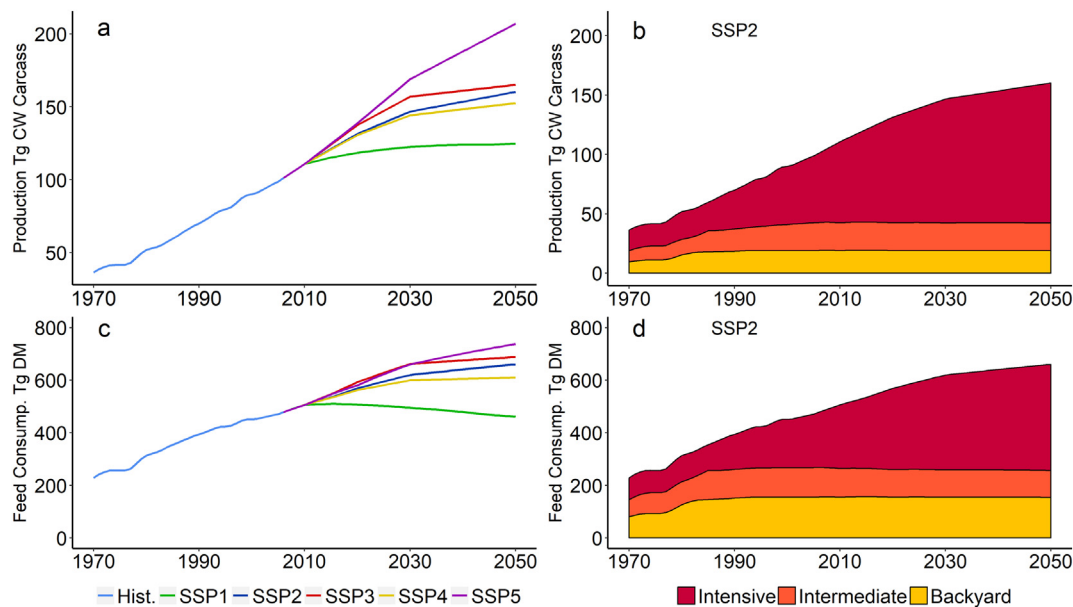 a
Production Tg CW Carcass
200
150
100
50
1970 1990 2010 2030 2050
b SSP2
Production Tg CW Carcass
200
150
100
50
0
1970 1990 2010 2030 2050
c
Feed Consump. Tg DM
800
600
400
200
0
1970 1990 2010 2030 2050
d SSP2
Feed Consump. Tg DM
800
600
400
200
0
1970 1990 2010 2030 2050
Hist. SSP1 SSP2 SSP3 SSP4 SSP5
Intensive Intermediate Backyard